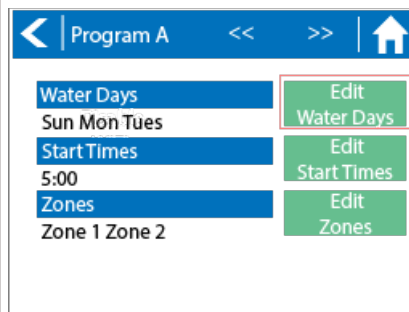 Program A << >>
Water Days
Edit
Water Days
Sun Mon Tues
Start Times
Edit
Start Times
5:00
Zones
Edit
Zones
Zone 1 Zone 2